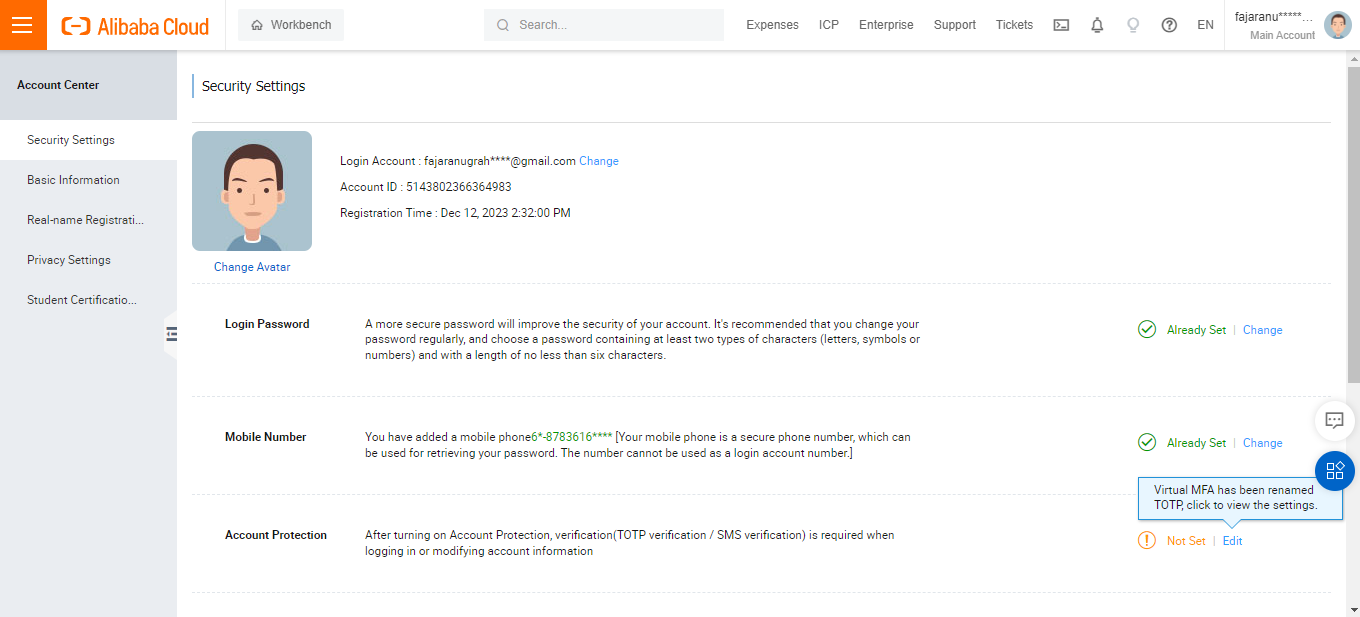 Alibaba Cloud
Workbench
Search...
Expenses
ICP
Enterprise
Support
Tickets
EN
fajaranu*****...
Main Account
Account Center
Security Settings
Basic Information
Real-name Registrati...
Privacy Settings
Student Certificatio...
Security Settings
Login Account : fajaranugrah****@gmail.com Change
Account ID : 5143802366364983
Registration Time : Dec 12, 2023 2:32:00 PM
Change Avatar
Login Password
A more secure password will improve the security of your account. It's recommended that you change your
password regularly, and choose a password containing at least two types of characters (letters, symbols or
numbers) and with a length of no less than six characters.
Already Set | Change
Mobile Number
You have added a mobile phone6*-8783616**** [Your mobile phone is a secure phone number, which can
be used for retrieving your password. The number cannot be used as a login account number.]
Already Set | Change
Virtual MFA has been renamed
TOTP, click to view the settings.
Account Protection
After turning on Account Protection, verification(TOTP verification / SMS verification) is required when
logging in or modifying account information
Not Set | Edit